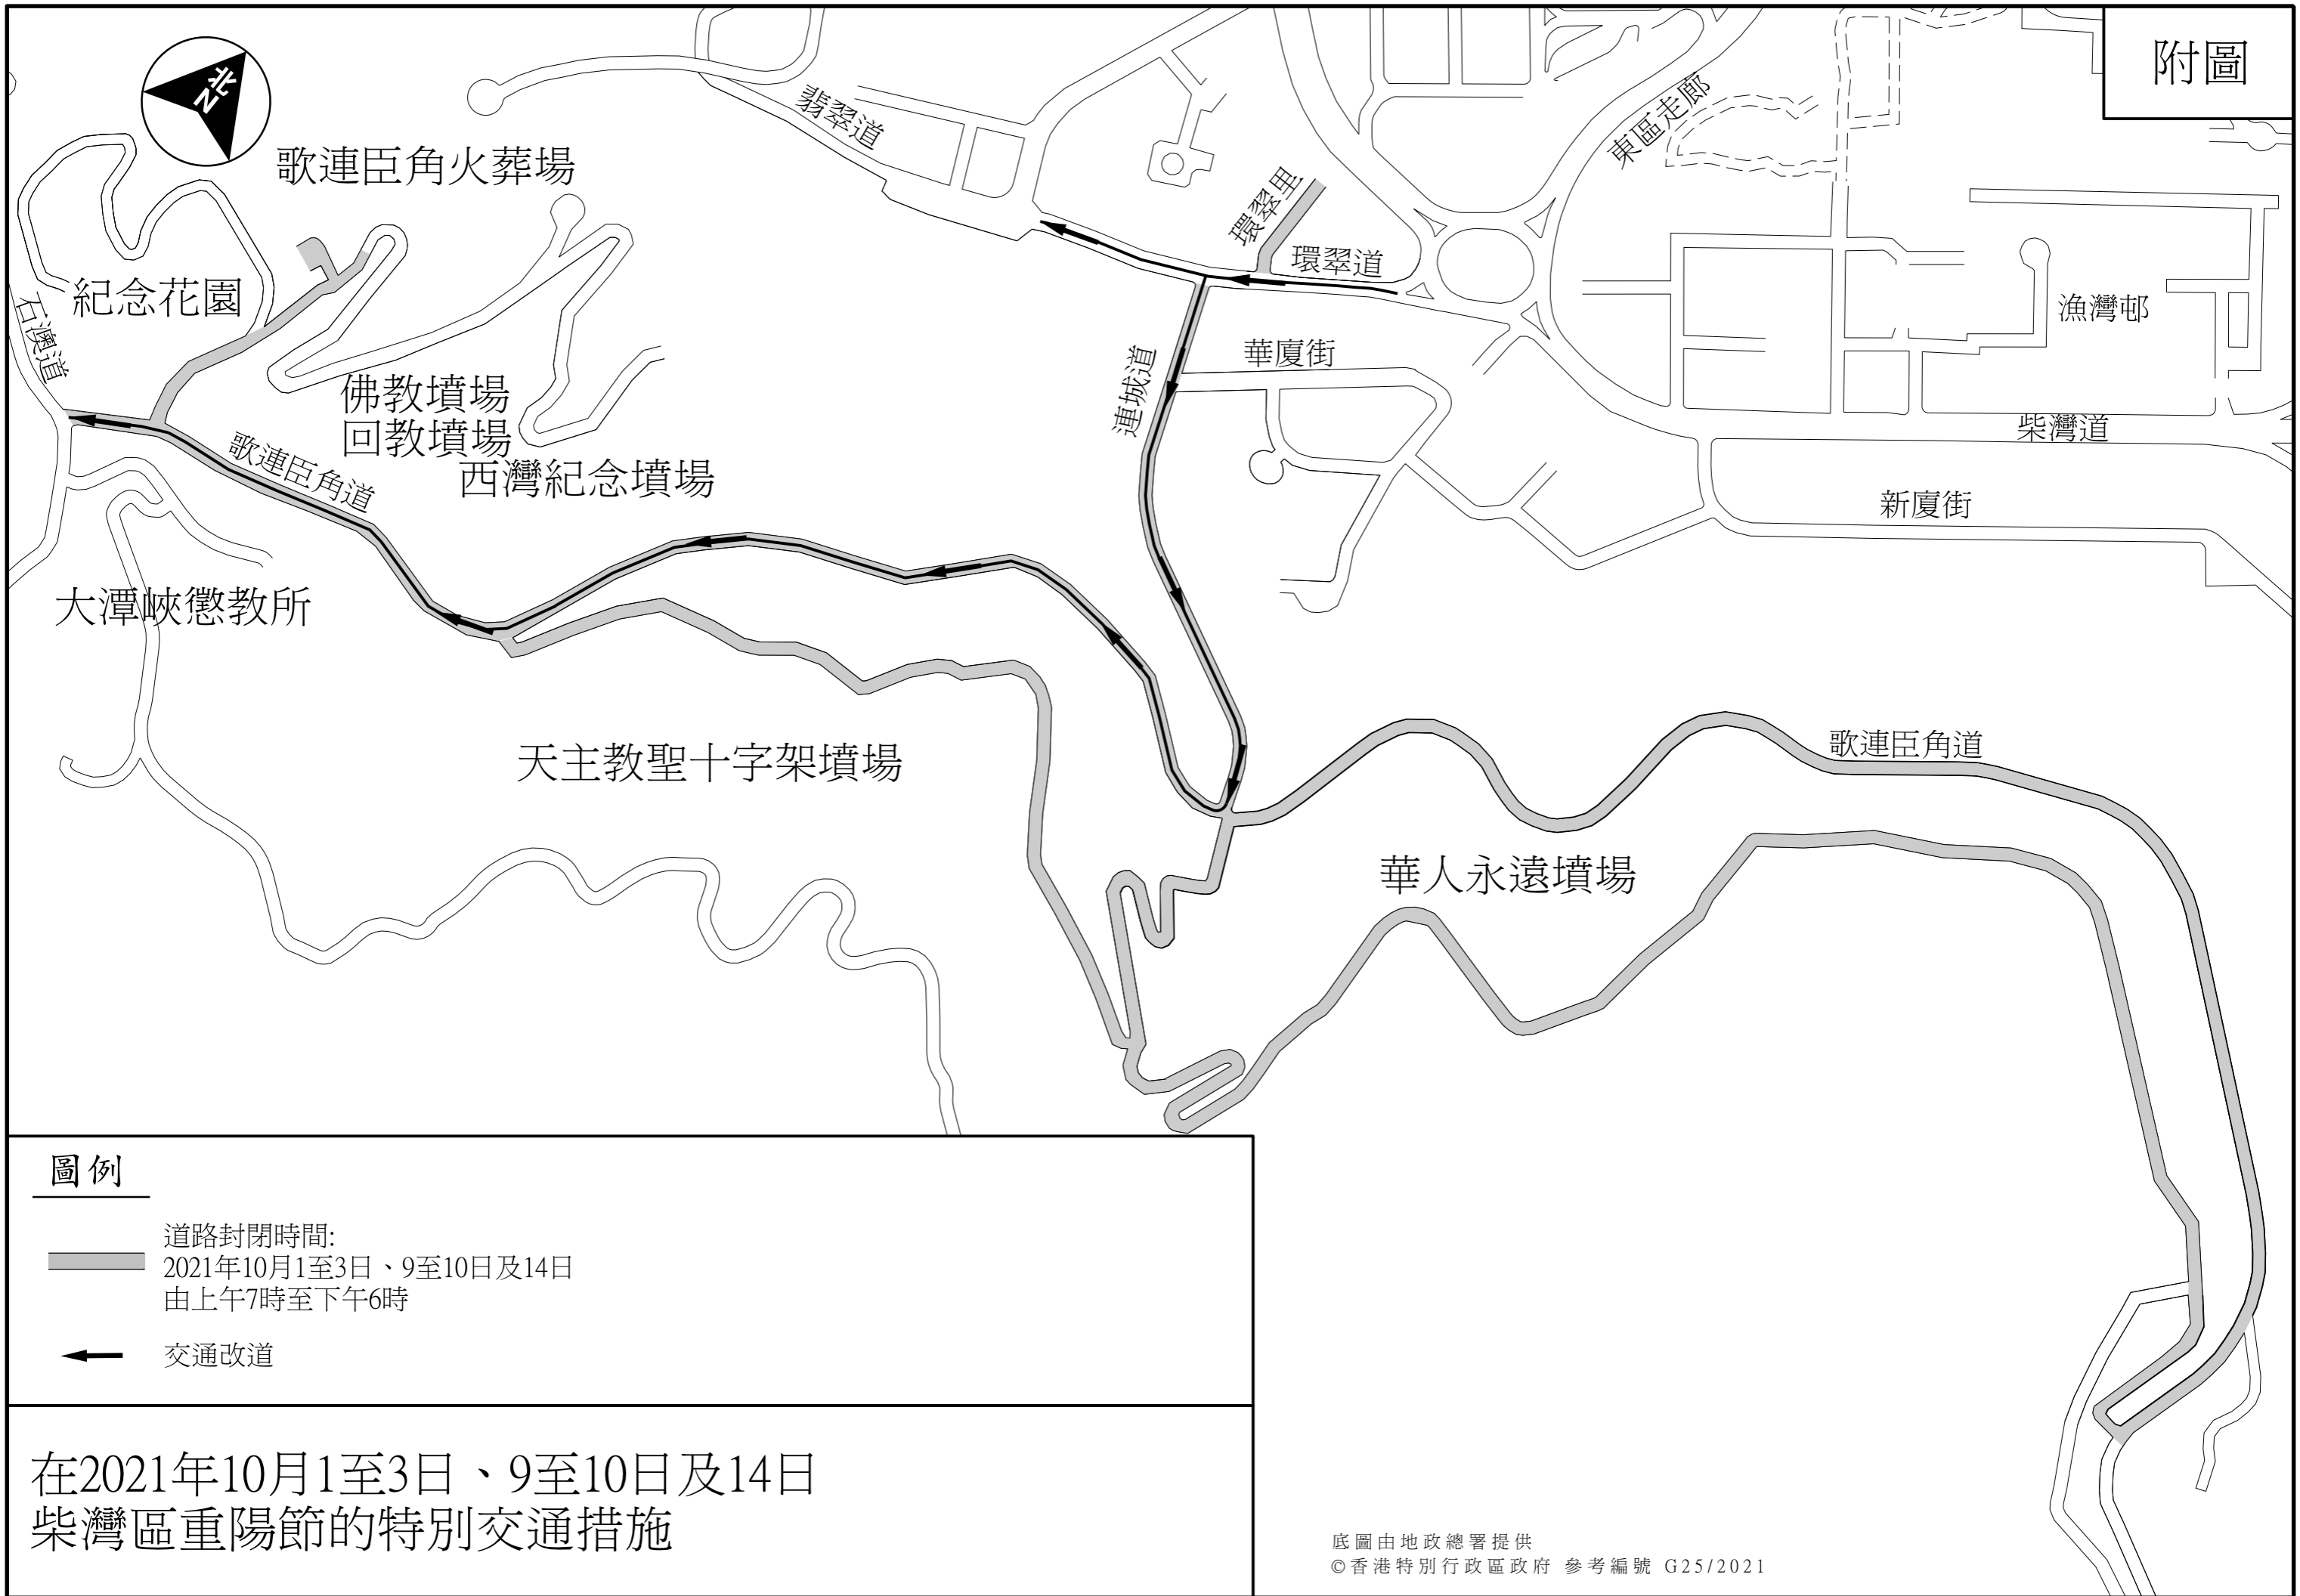 附圖
北
N
歌連臣角火葬場
翡翠道
東區走廊
環翠里
環翠道
紀念花園
石澳道
漁灣邨
連城道
華廈街
佛教墳場
回教墳場
西灣紀念墳場
柴灣道
歌連臣角道
新廈街
大潭峽懲教所
天主教聖十字架墳場
歌連臣角道
華人永遠墳場
圖例
道路封閉時間:
2021年10月1至3日、9至10日及14日
由上午7時至下午6時
交通改道
在2021年10月1至3日、9至10日及14日
柴灣區重陽節的特別交通措施
底圖由地政總署提供
©香港特別行政區政府 參考編號 G25/2021